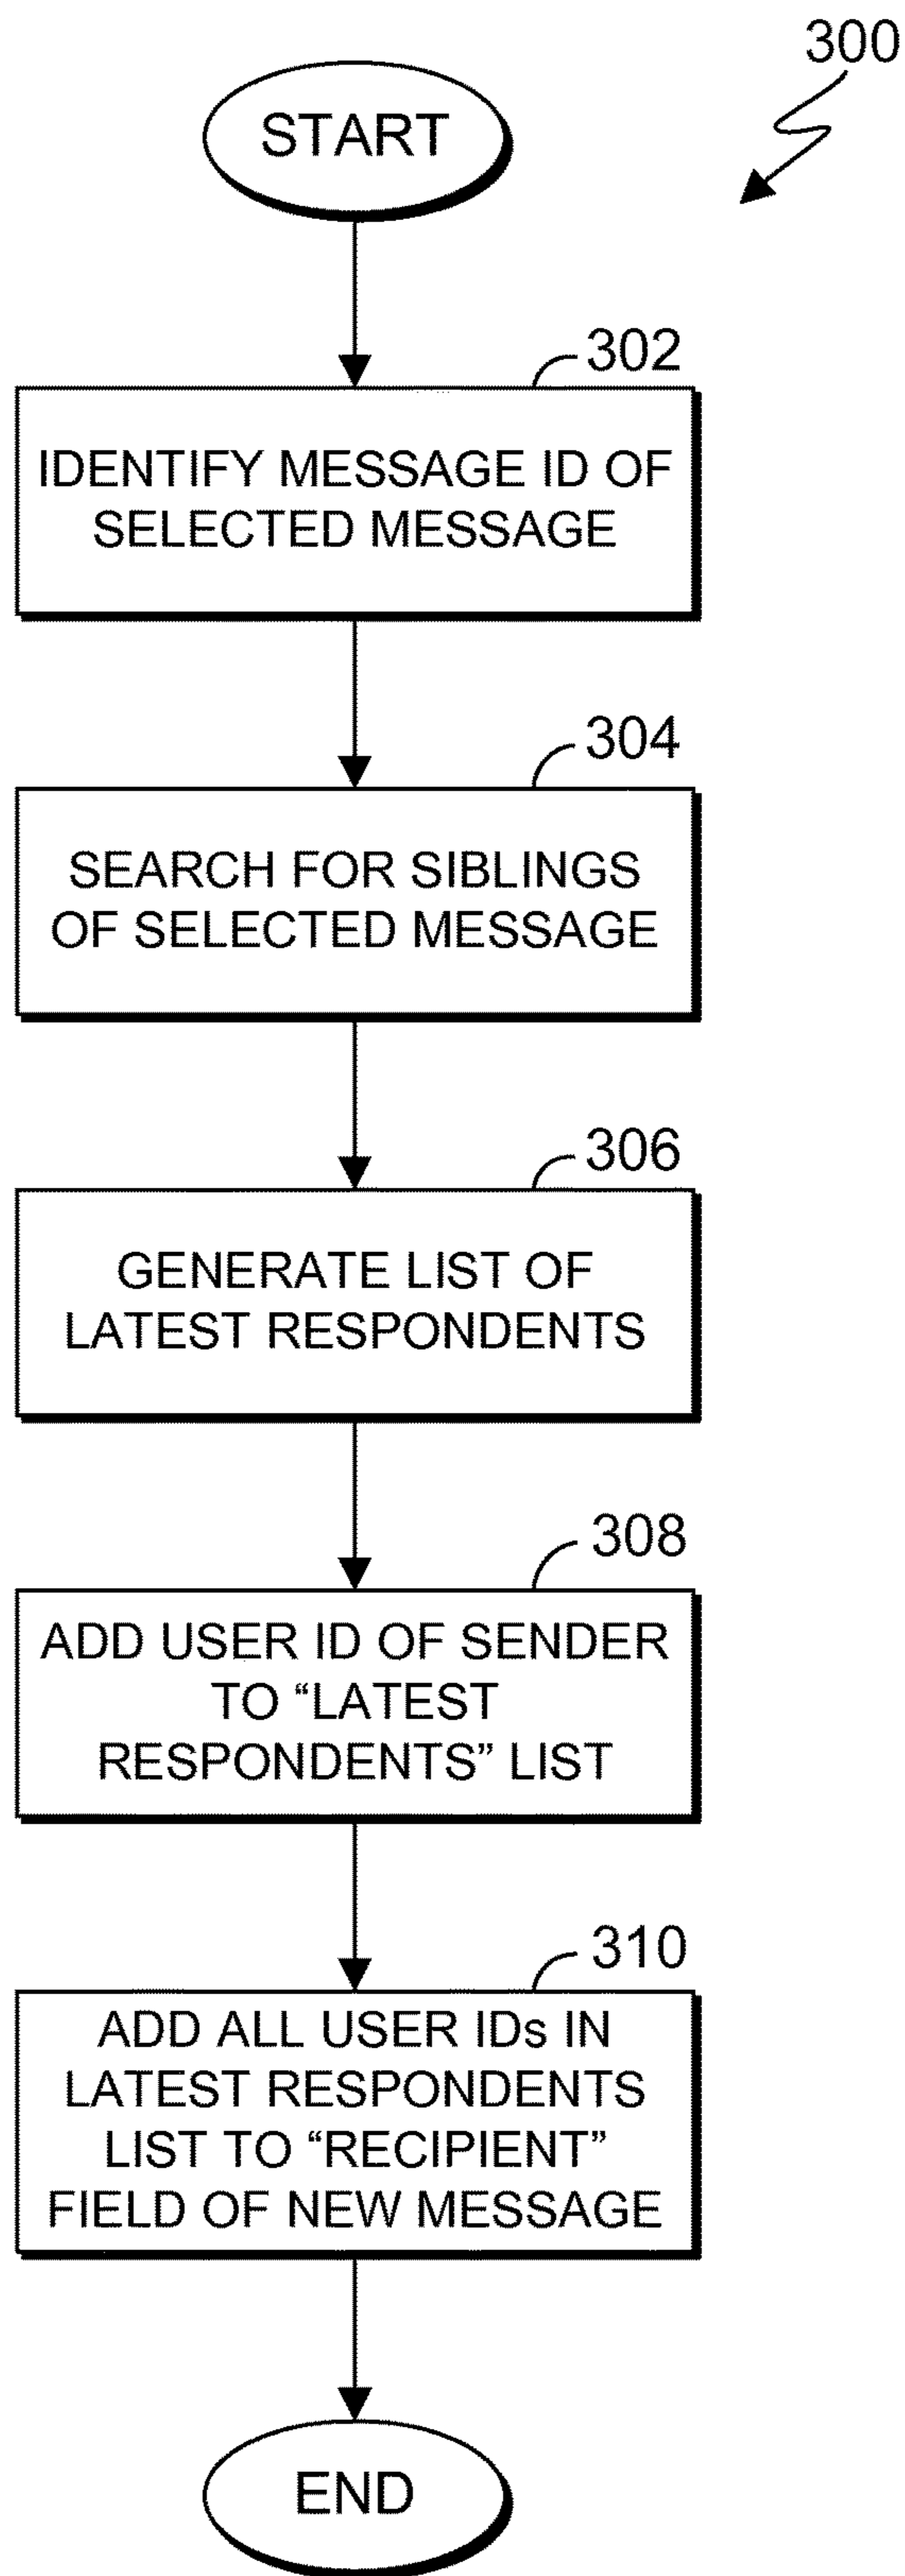 300
START
302
IDENTIFY MESSAGE ID OF
SELECTED MESSAGE
304
SEARCH FOR SIBLINGS
OF SELECTED MESSAGE
306
GENERATE LIST OF
LATEST RESPONDENTS
308
ADD USER ID OF SENDER
TO “LATEST
RESPONDENTS” LIST
310
ADD ALL USER IDs IN
LATEST RESPONDENTS
LIST TO “RECIPIENT”
FIELD OF NEW MESSAGE
END